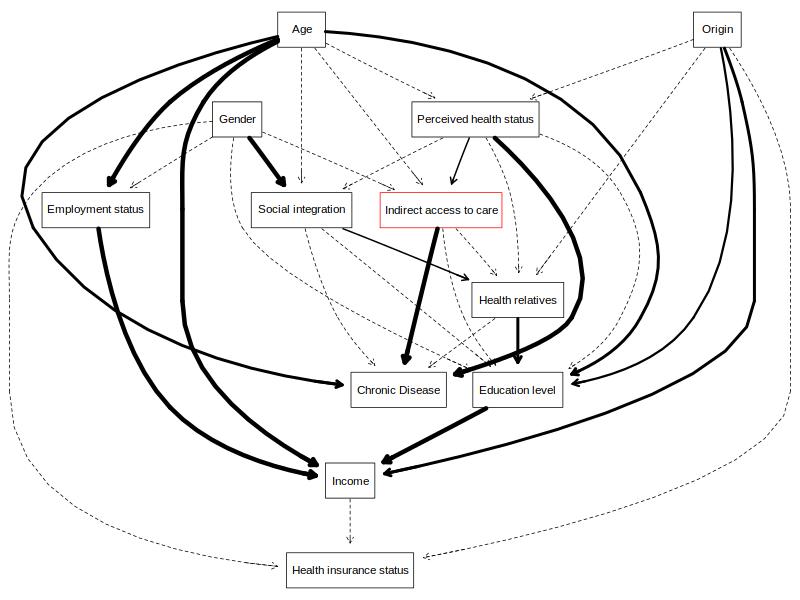 Age
Origin
Gender
Perceived health status
Employment status
Social integration
Indirect access to care
Health relatives
Chronic Disease
Education level
Income
Health insurance status